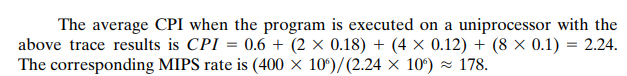 The average CPI when the program is executed on a uniprocessor with the
above trace results is CPI = 0.6 + (2 × 0.18) + (4 × 0.12) + (8 × 0.1) = 2.24.
The corresponding MIPS rate is (400 × 10⁶)/(2.24 × 10⁶) ≈ 178.